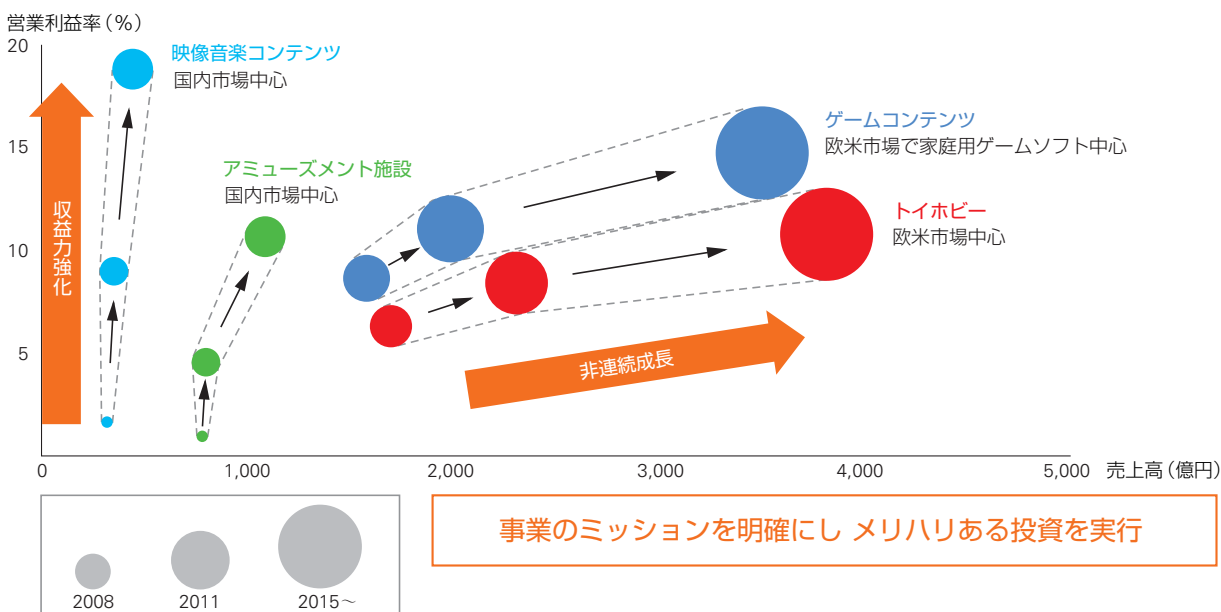 営業利益率（％）
20
15
10
5
0
1,000
2,000
3,000
4,000
5,000
売上高（億円）
映像音楽コンテンツ
国内市場中心
アミューズメント施設
国内市場中心
ゲームコンテンツ
欧米市場で家庭用ゲームソフト中心
トイホビー
欧米市場中心
収益力強化
非連続成長
2008
2011
2015～
事業のミッションを明確にし メリハリある投資を実行